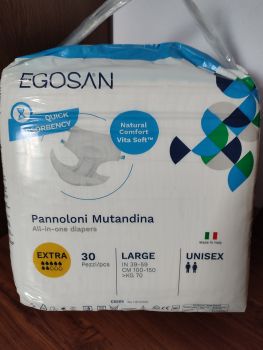 EGOSAN
QUICK
ABSORBENCY
Natural
Comfort
Vita Soft™
Pannoloni Mutandina
All-in-one diapers
Made in Italy
EXTRA
30
Pezzi/pcs
LARGE
IN 39-59
CM 100-150
>KG 70
UNISEX